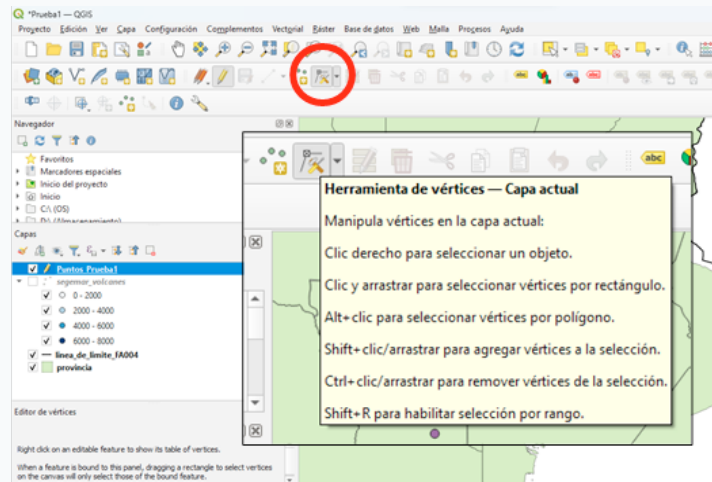 *Prueba1 — QGIS
Proyecto Edición Ver Capa Configuración Complementos Vectorial Ráster Base de datos Web Malla Procesos Ayuda
abc
Navegador
Favoritos
Marcadores espaciales
Inicio del proyecto
Inicio
C:\ (OS)
D:\ (Almacenamiento)
Capas
Puntos_Prueba1
segemar_volcanes
0 - 2000
2000 - 4000
4000 - 6000
6000 - 8000
linea_de_limite_FA004
provincia
Editor de vértices
Right click on an editable feature to show its table of vertices.
When a feature is bound to this panel, dragging a rectangle to select vertices
on the canvas will only select those of the bound feature.
abc
Herramienta de vértices — Capa actual
Manipula vértices en la capa actual:
Clic derecho para seleccionar un objeto.
Clic y arrastrar para seleccionar vértices por rectángulo.
Alt+clic para seleccionar vértices por polígono.
Shift+clic/arrastrar para agregar vértices a la selección.
Ctrl+clic/arrastrar para remover vértices de la selección.
Shift+R para habilitar selección por rango.